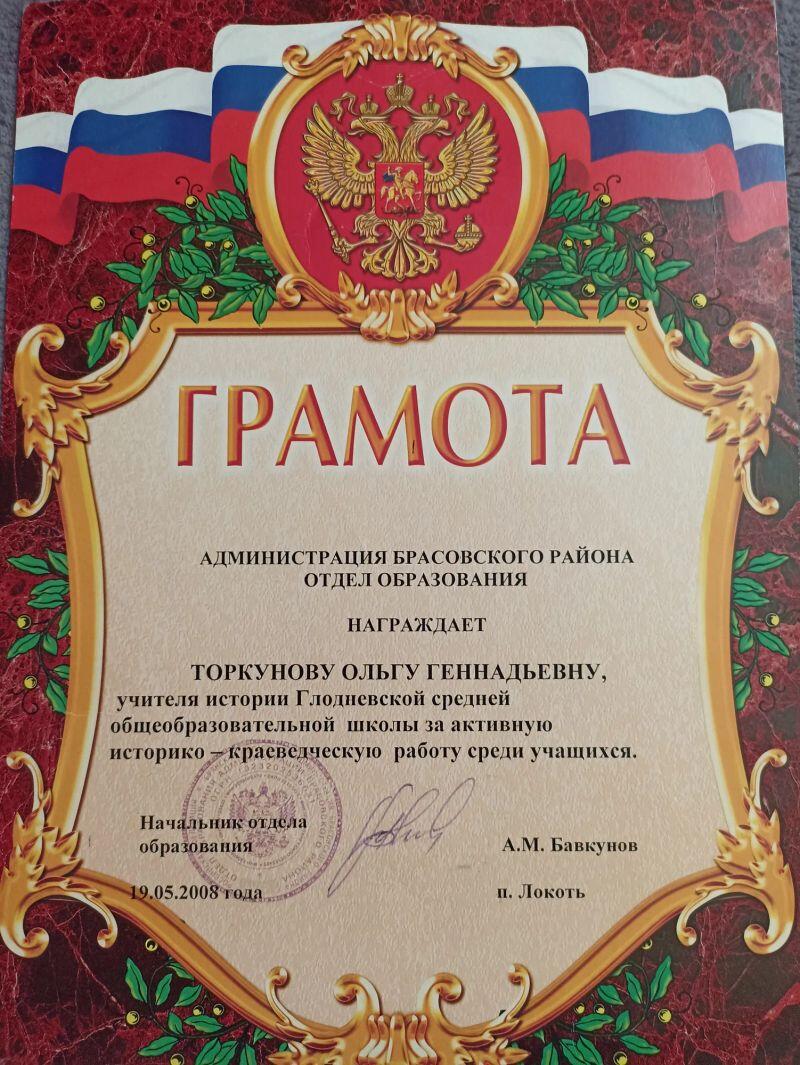 ГРАМОТА
АДМИНИСТРАЦИЯ БРАСОВСКОГО РАЙОНА
ОТДЕЛ ОБРАЗОВАНИЯ
НАГРАЖДАЕТ
ТОРКУНОВУ ОЛЬГУ ГЕННАДЬЕВНУ,
учителя истории Глодневской средней
общеобразовательной школы за активную
историко – краеведческую работу среди учащихся.
Начальник отдела
образования
А.М. Бавкунов
19.05.2008 года
п. Локоть